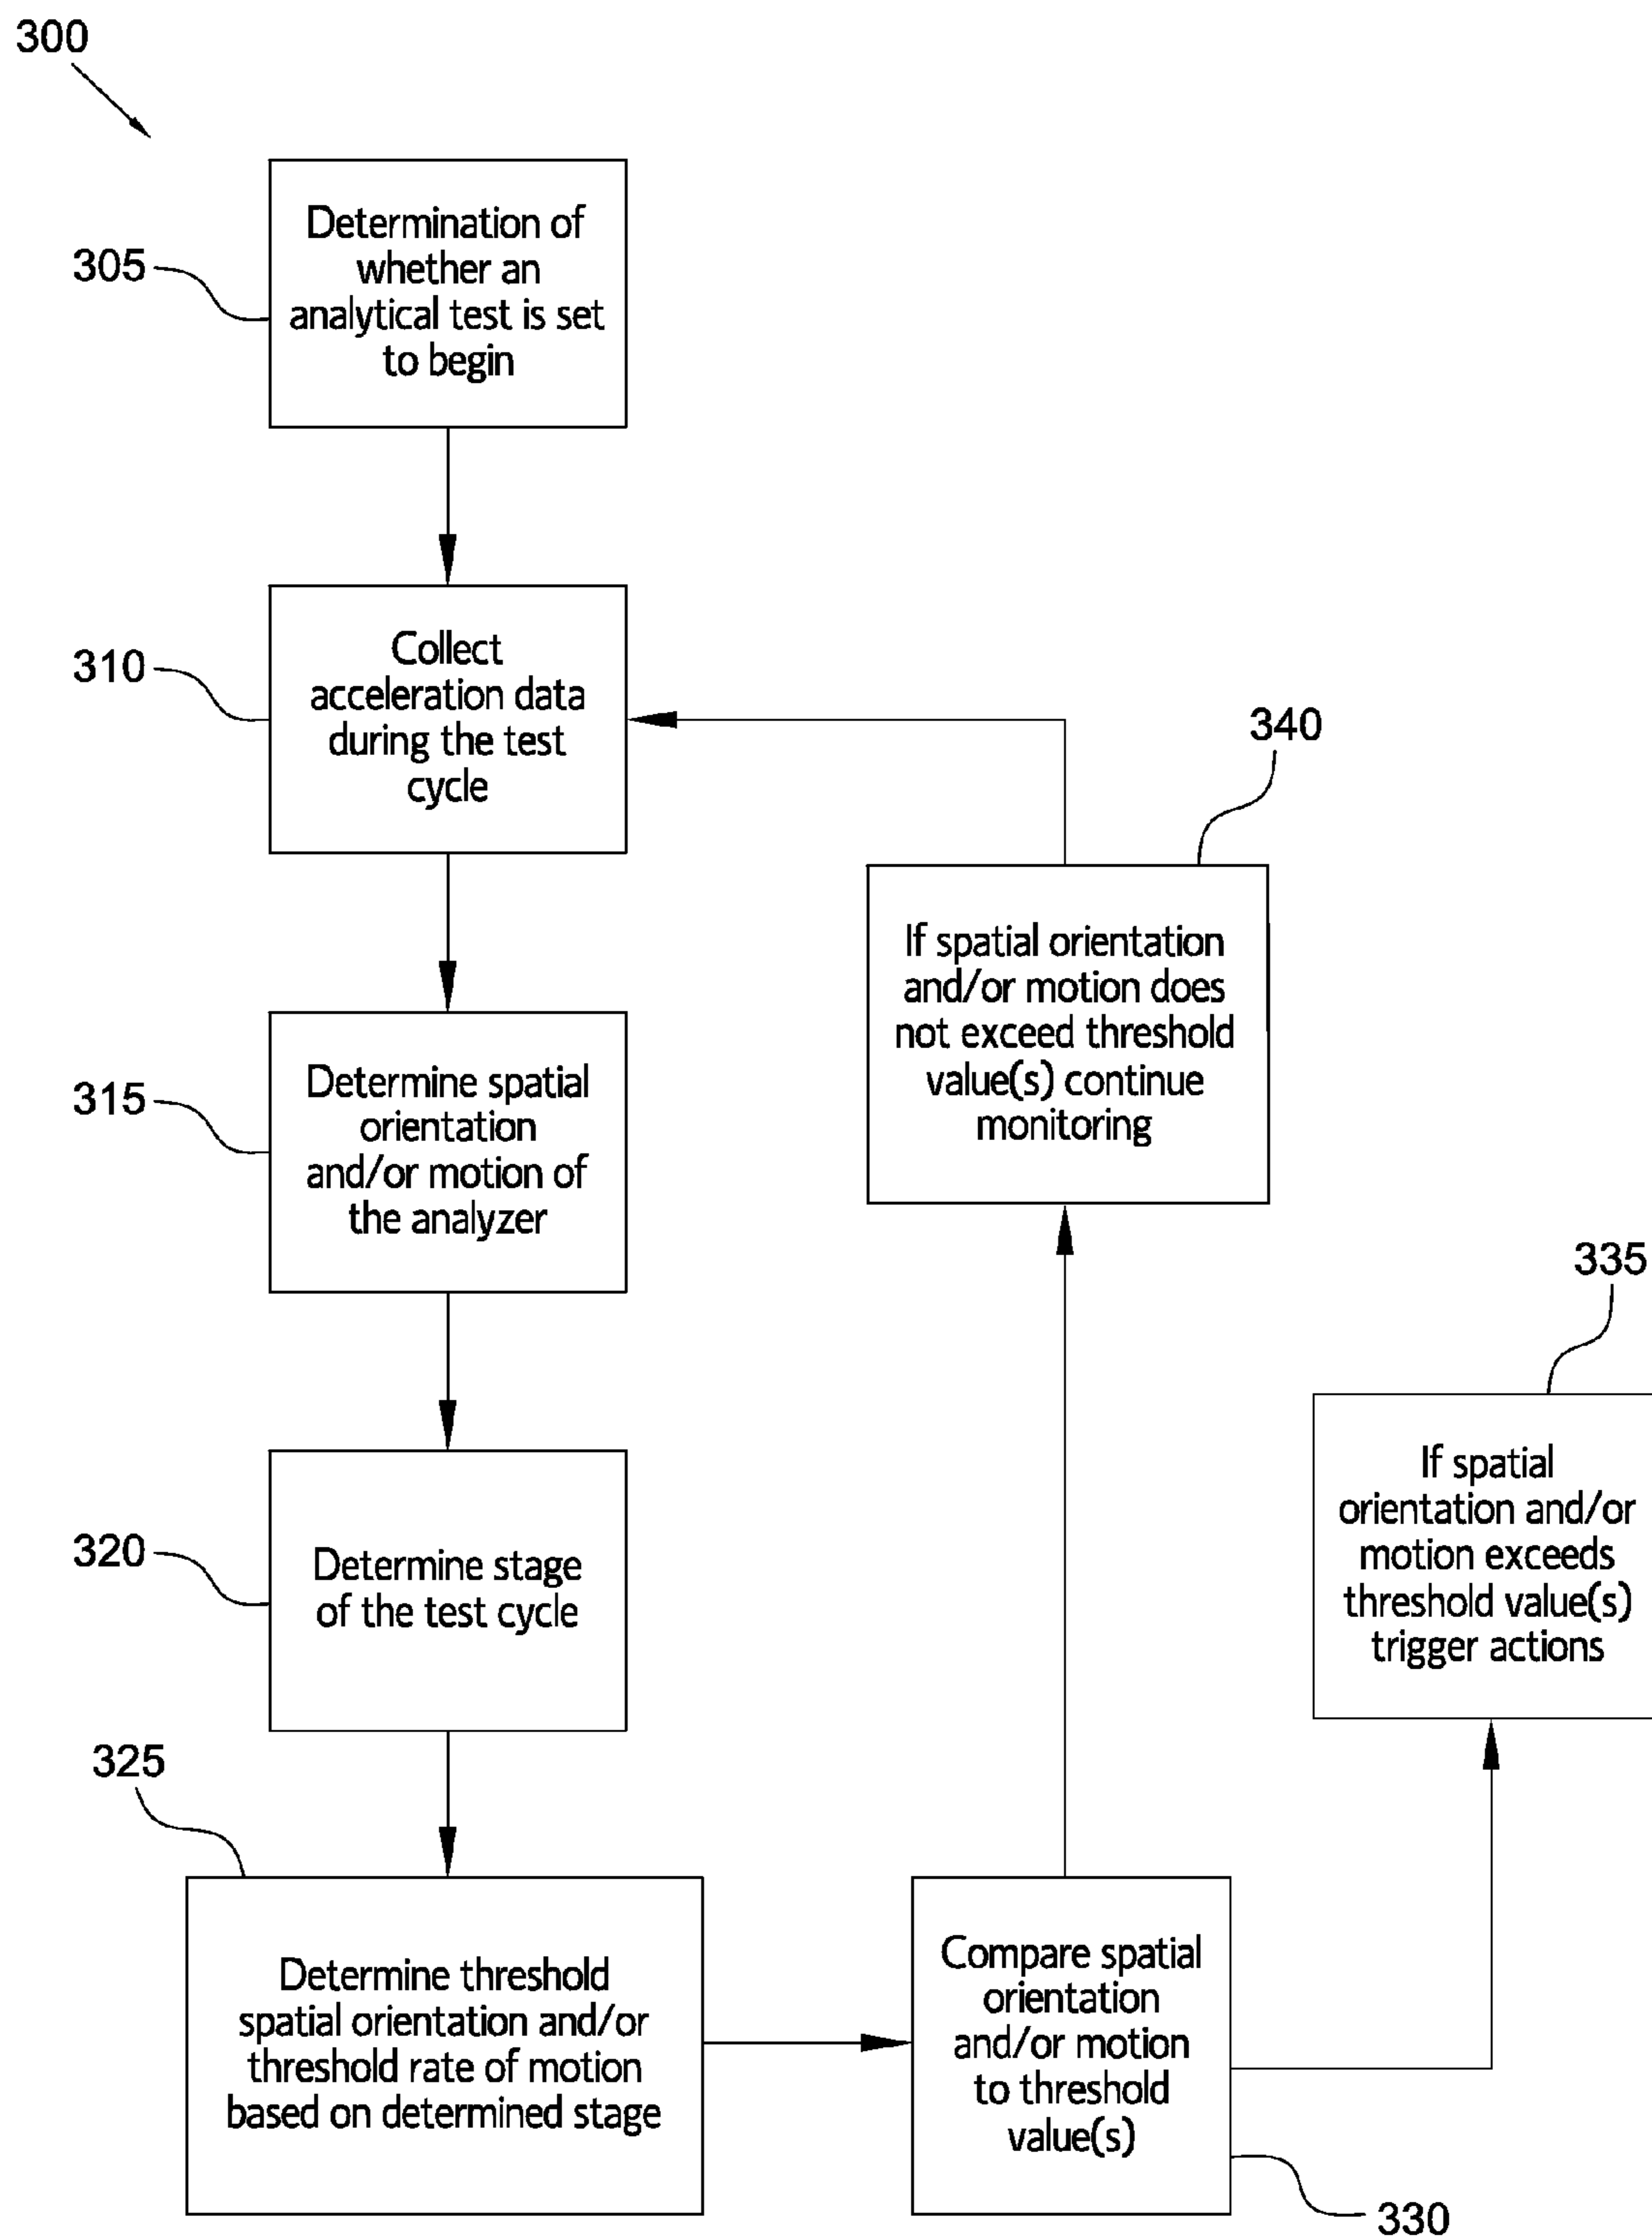 300
305
Determination of
whether an
analytical test is set
to begin
310
Collect
acceleration data
during the test
cycle
315
Determine spatial
orientation
and/or motion of
the analyzer
320
Determine stage
of the test cycle
325
Determine threshold
spatial orientation and/or
threshold rate of motion
based on determined stage
Compare spatial
orientation
and/or motion
to threshold
value(s)
330
340
If spatial orientation
and/or motion does
not exceed threshold
value(s) continue
monitoring
335
If spatial
orientation and/or
motion exceeds
threshold value(s)
trigger actions